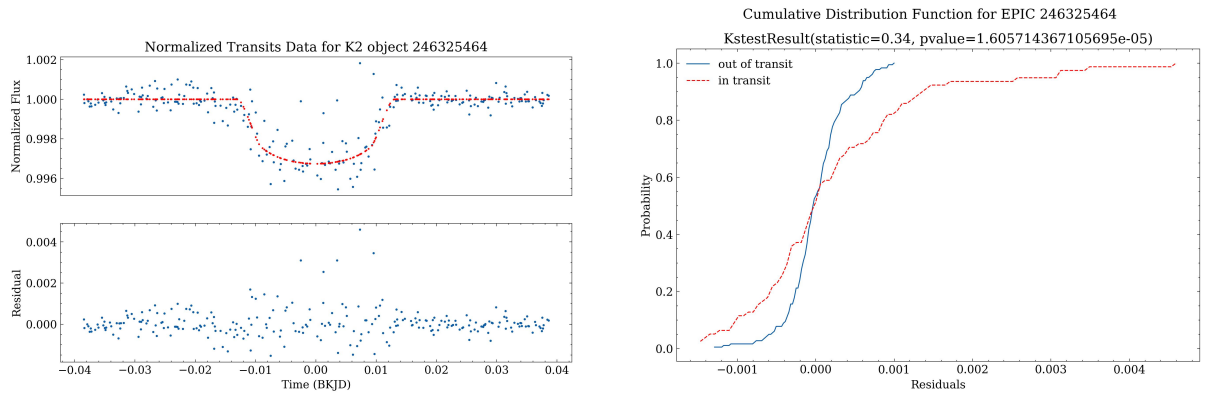 Normalized Transits Data for K2 object 246325464
1.002
1.000
0.998
0.996
Normalized Flux
0.004
0.002
0.000
Residual
−0.04 −0.03 −0.02 −0.01 0.00 0.01 0.02 0.03 0.04
Time (BKJD)
Cumulative Distribution Function for EPIC 246325464
KstestResult(statistic=0.34, pvalue=1.605714367105695e-05)
out of transit
in transit
1.0
0.8
0.6
0.4
0.2
0.0
Probability
−0.001 0.000 0.001 0.002 0.003 0.004
Residuals